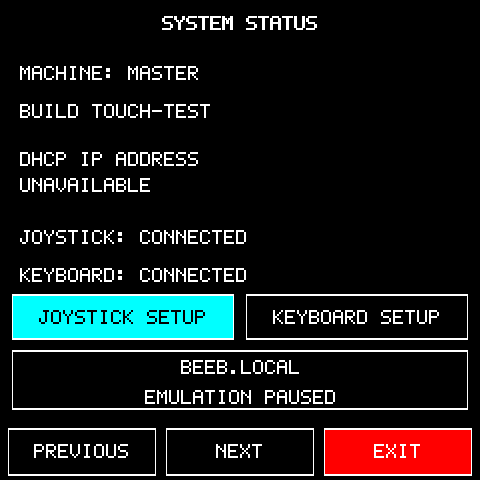 SYSTEM STATUS
MACHINE: MASTER
BUILD TOUCH-TEST
DHCP IP ADDRESS
UNAVAILABLE
JOYSTICK: CONNECTED
KEYBOARD: CONNECTED
JOYSTICK SETUP
KEYBOARD SETUP
BEEB.LOCAL
EMULATION PAUSED
PREVIOUS
NEXT
EXIT